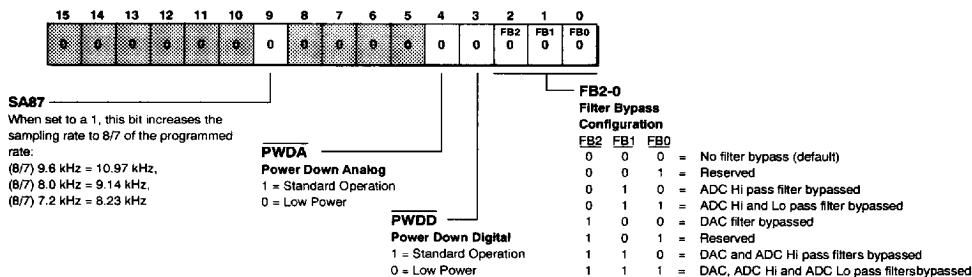 15 14 13 12 11 10 9 8 7 6 5 4 3 2 1 0
FB2 FB1 FB0
0 0 0 0 0 0 0 0 0 0 0 0 0 0 0 0
SA87
When set to a 1, this bit increases the
sampling rate to 8/7 of the programmed
rate:
(8/7) 9.6 kHz = 10.97 kHz,
(8/7) 8.0 kHz = 9.14 kHz,
(8/7) 7.2 kHz = 8.23 kHz
PWDA
Power Down Analog
1 = Standard Operation
0 = Low Power
PWDD
Power Down Digital
1 = Standard Operation
0 = Low Power
FB2-0
Filter Bypass
Configuration
FB2 FB1 FB0
0 0 0 = No filter bypass (default)
0 0 1 = Reserved
0 1 0 = ADC Hi pass filter bypassed
0 1 1 = ADC Hi and Lo pass filter bypassed
1 0 0 = DAC filter bypassed
1 0 1 = Reserved
1 1 0 = DAC and ADC Hi pass filters bypassed
1 1 1 = DAC, ADC Hi and ADC Lo pass filtersbypassed